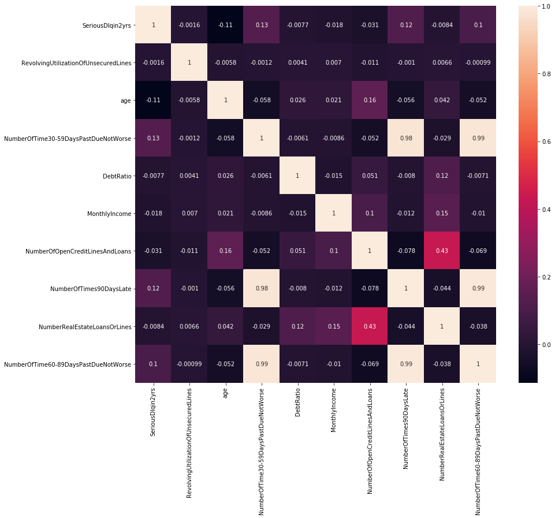 SeriousDlqin2yrs 1 -0.0016 -0.11 0.13 -0.0077 -0.018 -0.031 0.12 -0.0084 0.1
RevolvingUtilizationOfUnsecuredLines -0.0016 1 -0.0058 -0.0012 0.0041 0.007 -0.011 -0.001 0.0066 -0.00099
age -0.11 -0.0058 1 -0.058 0.026 0.021 0.16 -0.056 0.042 -0.052
NumberOfTime30-59DaysPastDueNotWorse 0.13 -0.0012 -0.058 1 -0.0061 -0.0086 -0.052 0.98 -0.029 0.99
DebtRatio -0.0077 0.0041 0.026 -0.0061 1 -0.015 0.051 -0.008 0.12 -0.0071
MonthlyIncome -0.018 0.007 0.021 -0.0086 -0.015 1 0.1 -0.012 0.15 -0.01
NumberOfOpenCreditLinesAndLoans -0.031 -0.011 0.16 -0.052 0.051 0.1 1 -0.078 0.43 -0.069
NumberOfTimes90DaysLate 0.12 -0.001 -0.056 0.98 -0.008 -0.012 -0.078 1 -0.044 0.99
NumberRealEstateLoansOrLines -0.0084 0.0066 0.042 -0.029 0.12 0.15 0.43 -0.044 1 -0.038
NumberOfTime60-89DaysPastDueNotWorse 0.1 -0.00099 -0.052 0.99 -0.0071 -0.01 -0.069 0.99 -0.038 1
SeriousDlqin2yrs
RevolvingUtilizationOfUnsecuredLines
age
NumberOfTime30-59DaysPastDueNotWorse
DebtRatio
MonthlyIncome
NumberOfOpenCreditLinesAndLoans
NumberOfTimes90DaysLate
NumberRealEstateLoansOrLines
NumberOfTime60-89DaysPastDueNotWorse
1.0
0.8
0.6
0.4
0.2
0.0